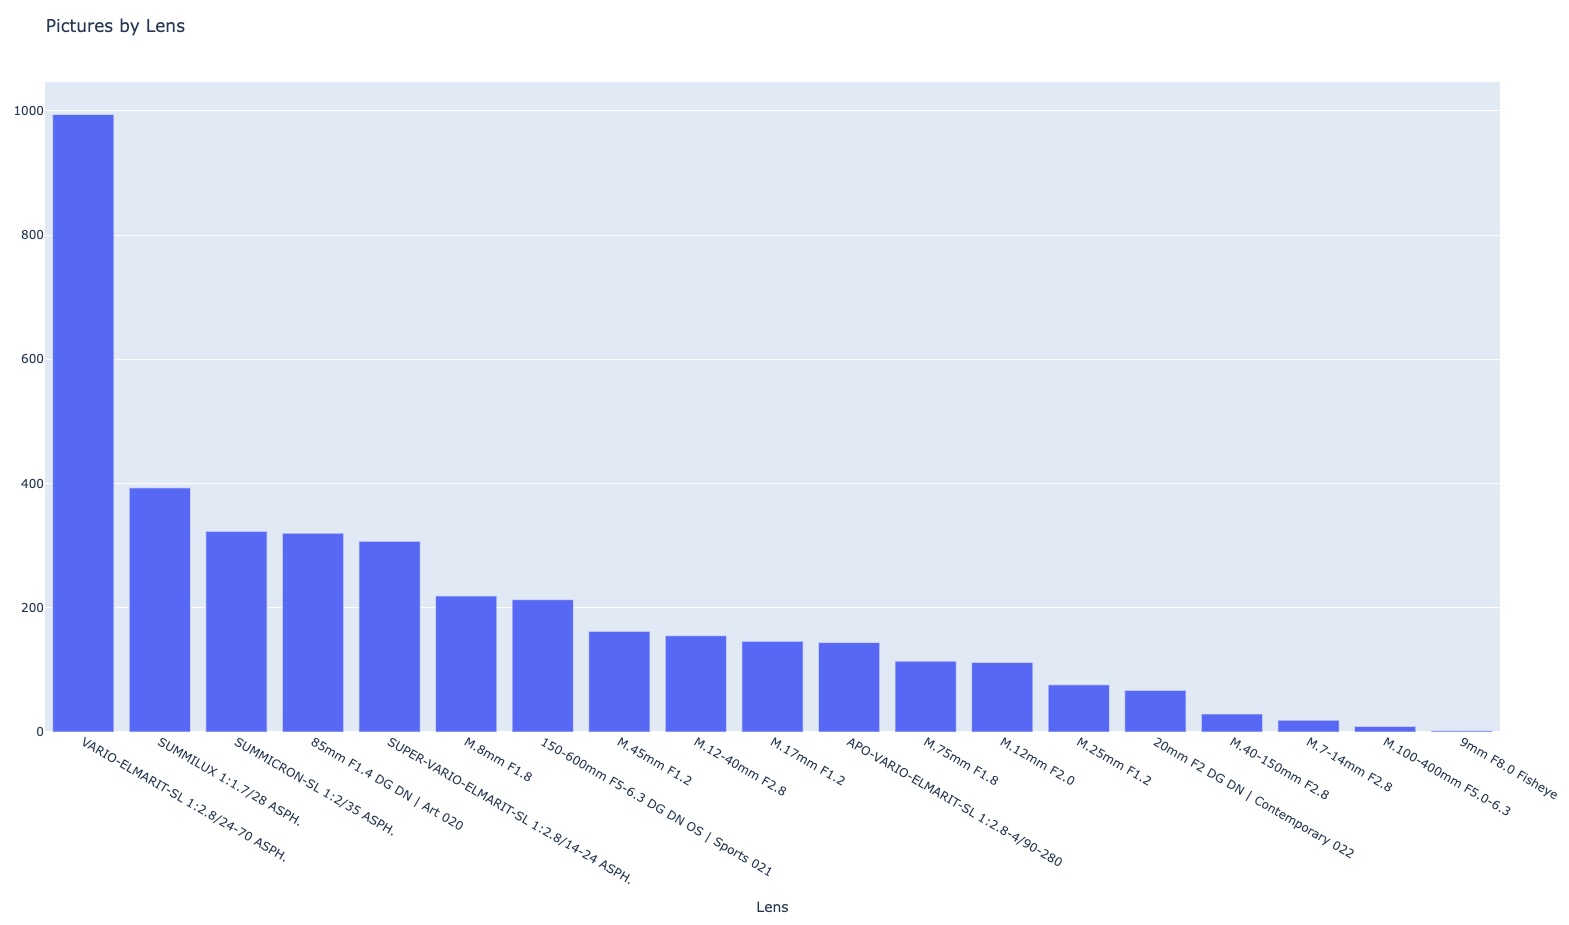 Pictures by Lens
1000
800
600
400
200
0
VARIO-ELMARIT-SL 1:2.8/24-70 ASPH.
SUMMILUX 1:1.7/28 ASPH.
SUMMICRON-SL 1:2/35 ASPH.
85mm F1.4 DG DN | Art 020
SUPER-VARIO-ELMARIT-SL 1:2.8/14-24 ASPH.
M.8mm F1.8
150-600mm F5-6.3 DG DN OS | Sports 021
M.45mm F1.2
M.12-40mm F2.8
M.17mm F1.2
APO-VARIO-ELMARIT-SL 1:2.8-4/90-280
M.75mm F1.8
M.12mm F2.0
M.25mm F1.2
20mm F2 DG DN | Contemporary 022
M.40-150mm F2.8
M.7-14mm F2.8
M.100-400mm F5.0-6.3
9mm F8.0 Fisheye
Lens